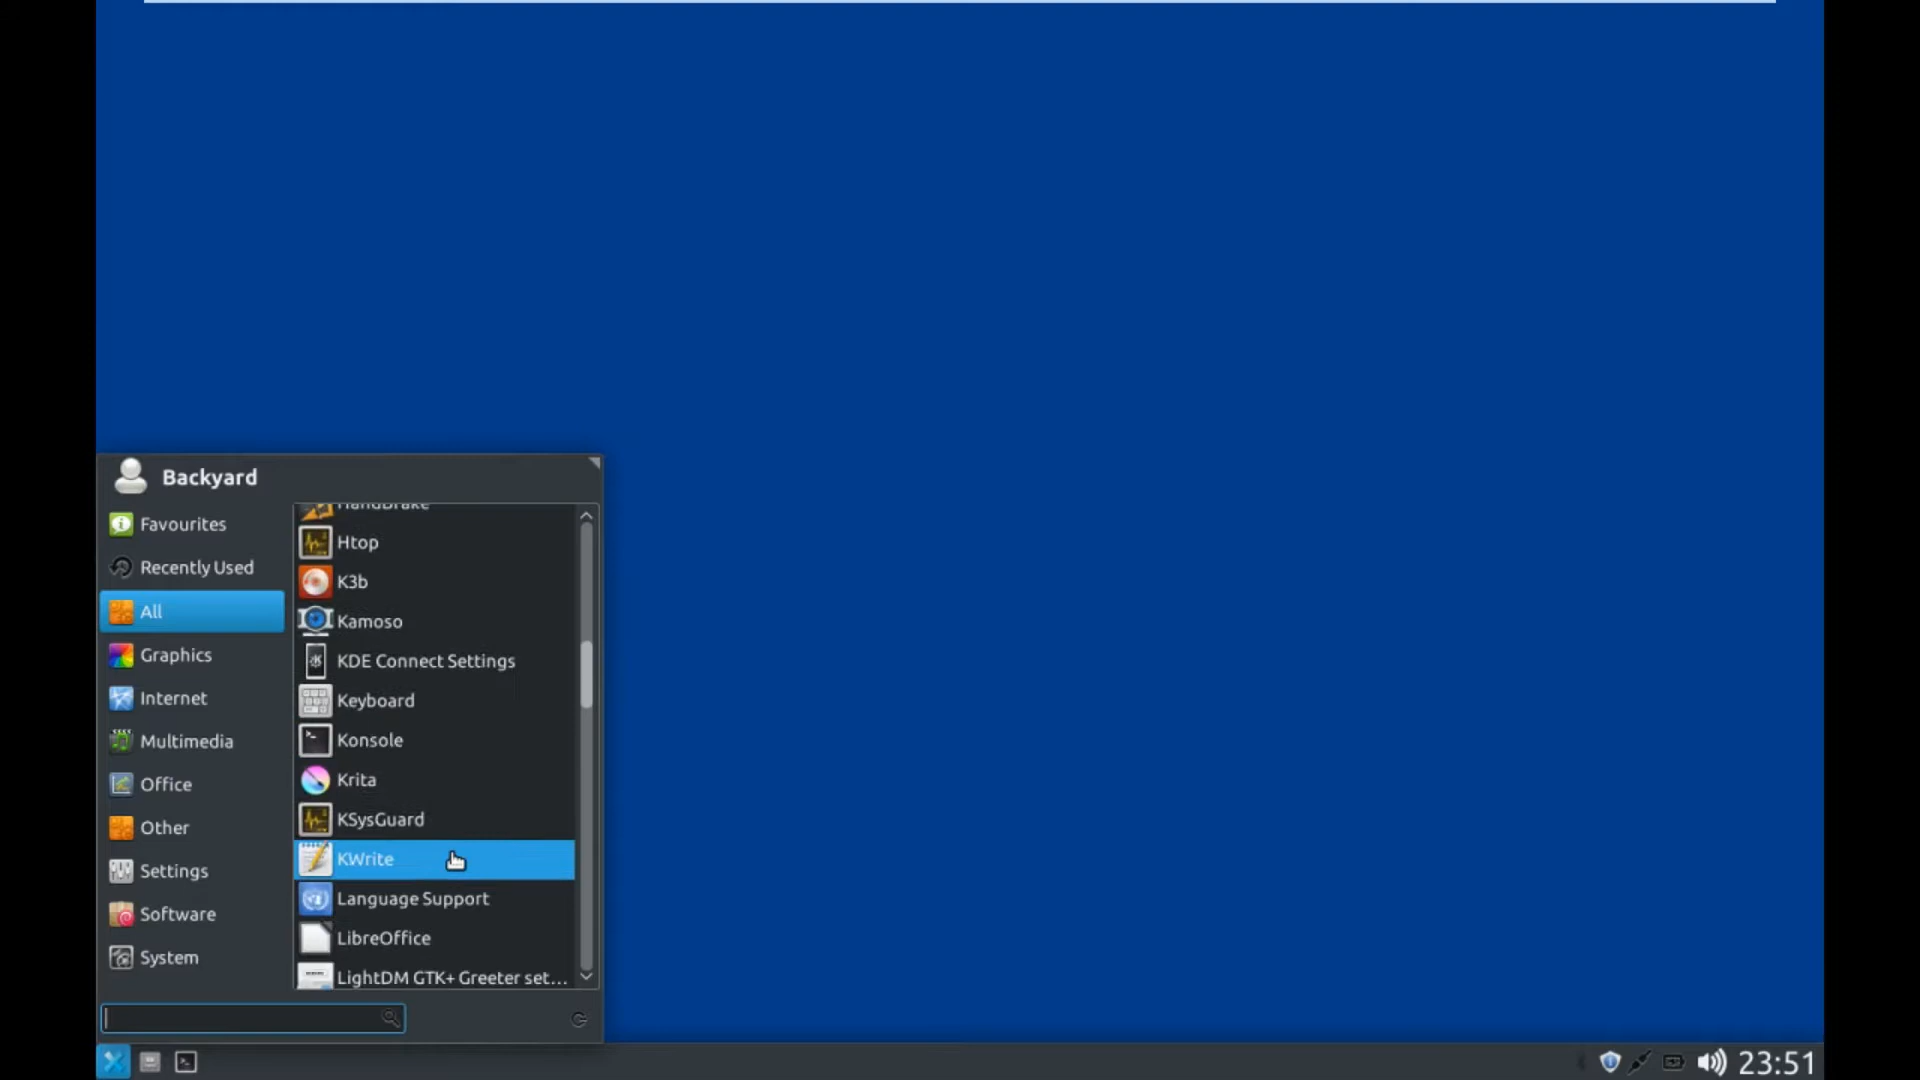 Backyard
Favourites
Recently Used
All
Graphics
Internet
Multimedia
Office
Other
Settings
Software
System
HandBrake
Htop
K3b
Kamoso
KDE Connect Settings
Keyboard
Konsole
Krita
KSysGuard
KWrite
Language Support
LibreOffice
LightDM GTK+ Greeter set...
23:51